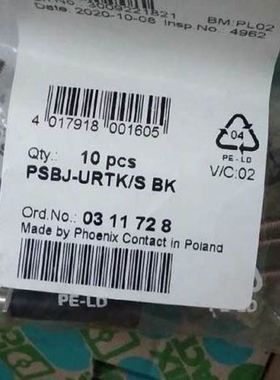 3009221821
BM:PL02
Date: 2020-10-06 Insp.No.: 4962
4 017918 001605
04
PE-LD
Qty.: 10 pcs
V/C:02
PSBJ-URTK/S BK
Ord.No.: 03 11 72 8
Made by Phoenix Contact in Poland
PE-LD